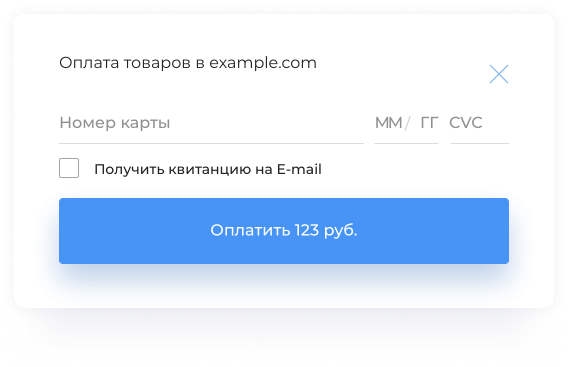 Оплата товаров в example.com
Номер карты ММ/ ГГ CVC
Получить квитанцию на E-mail
Оплатить 123 руб.